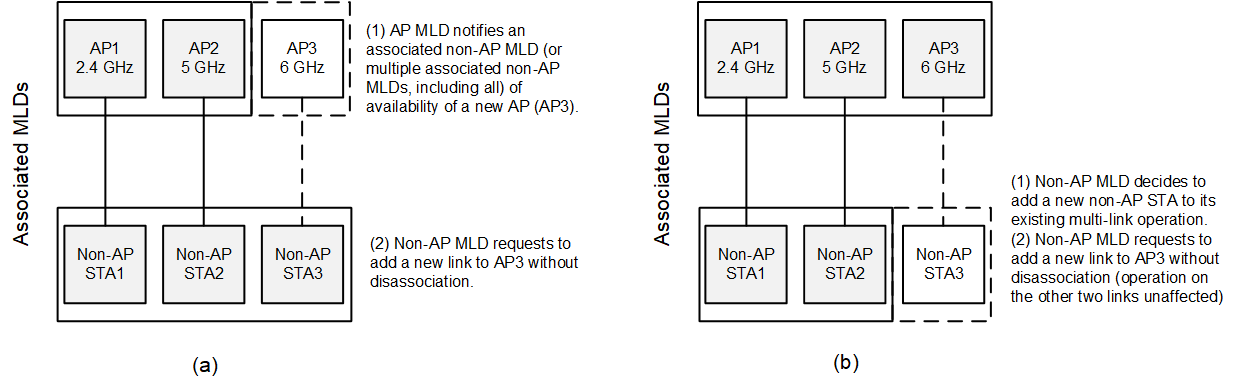 Associated MLDs
AP1
2.4 GHz
AP2
5 GHz
AP3
6 GHz
(1) AP MLD notifies an
associated non-AP MLD (or
multiple associated non-AP
MLDs, including all) of
availability of a new AP (AP3).
Non-AP
STA1
Non-AP
STA2
Non-AP
STA3
(2) Non-AP MLD requests to
add a new link to AP3 without
disassociation.
(a)
Associated MLDs
AP1
2.4 GHz
AP2
5 GHz
AP3
6 GHz
Non-AP
STA1
Non-AP
STA2
Non-AP
STA3
(1) Non-AP MLD decides to
add a new non-AP STA to its
existing multi-link operation.
(2) Non-AP MLD requests to
add a new link to AP3 without
disassociation (operation on
the other two links unaffected)
(b)